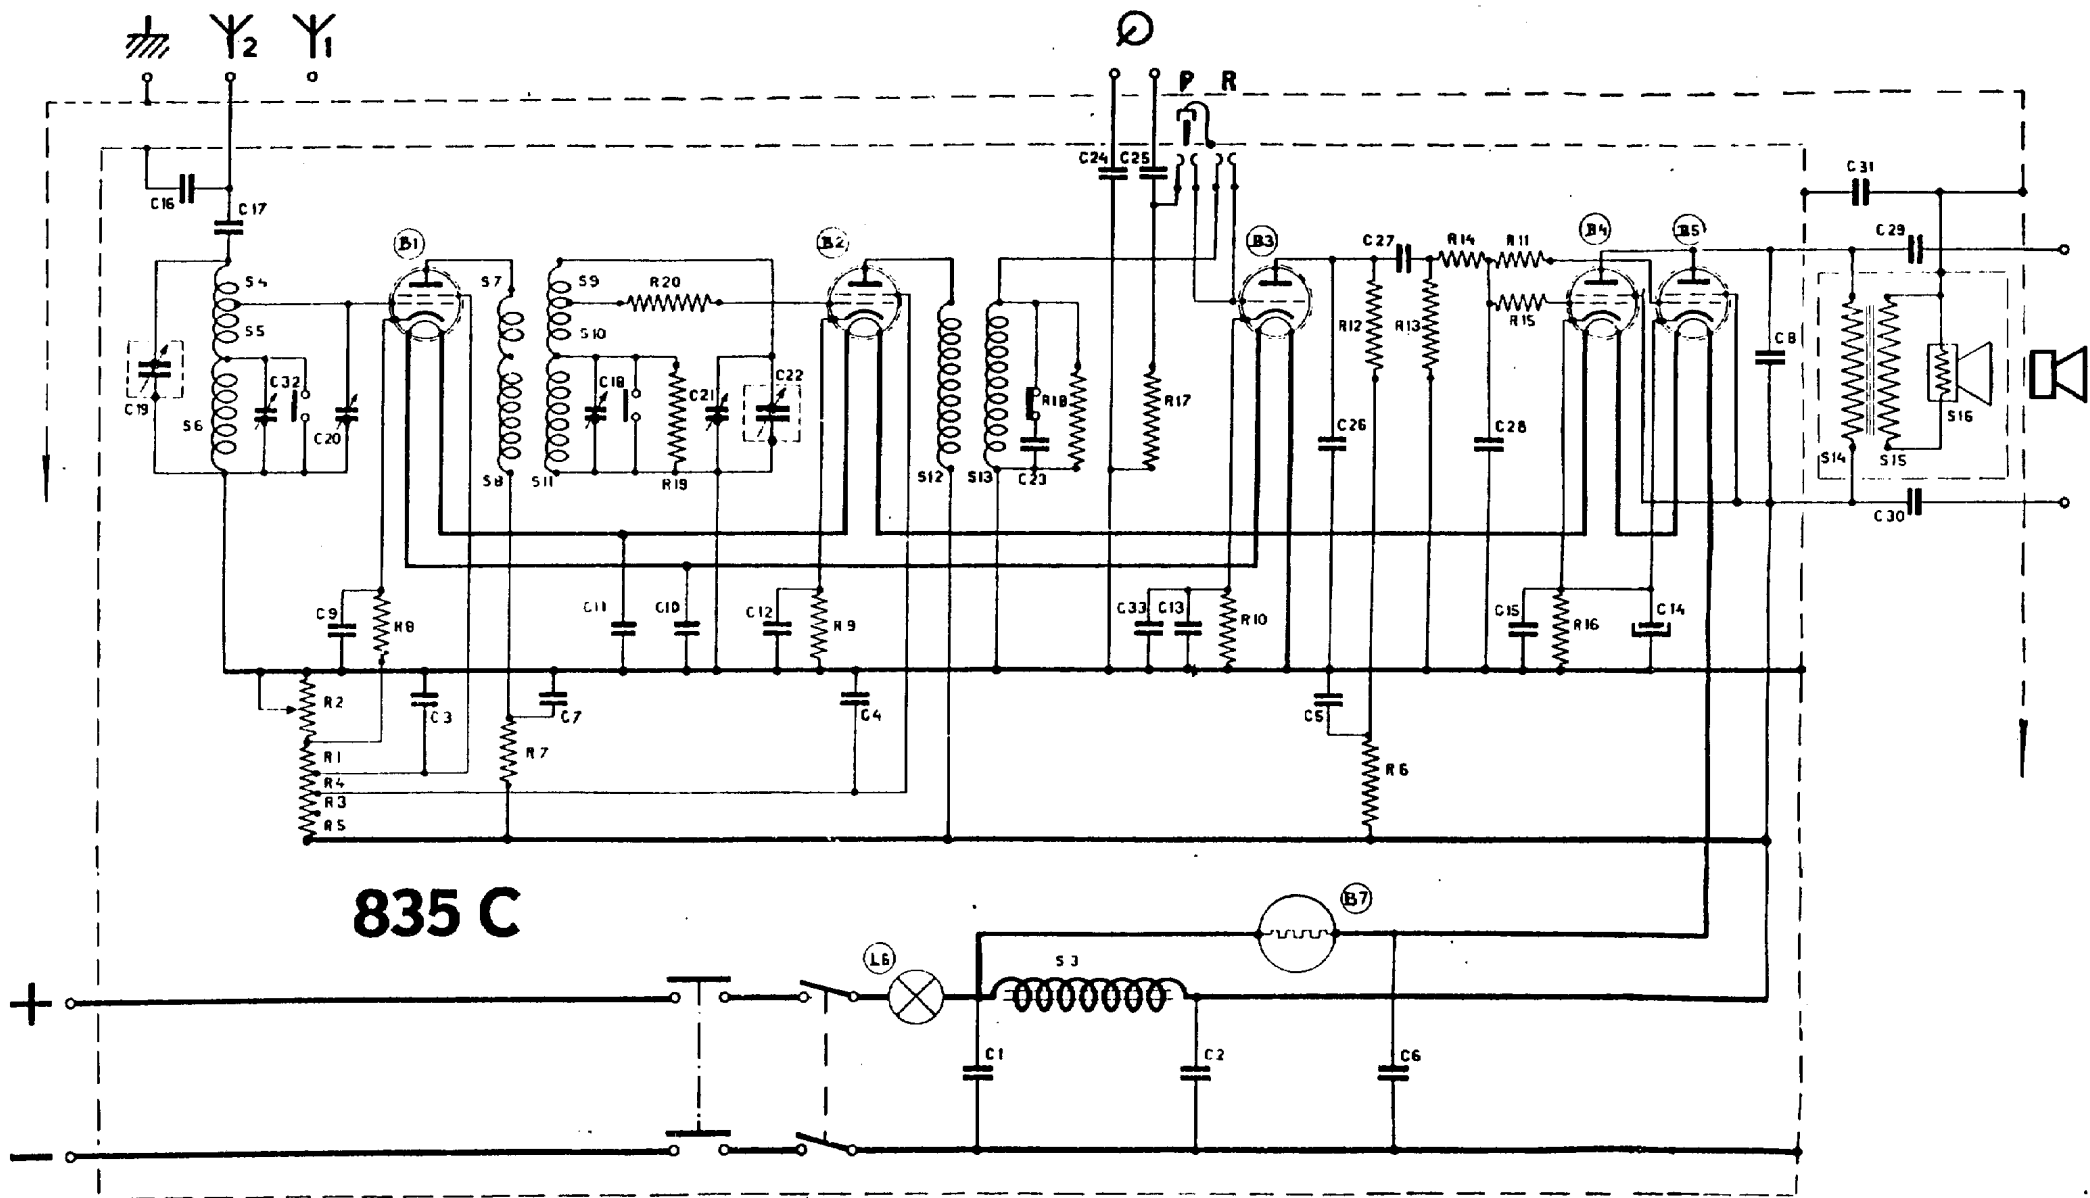 2 1
P R
C24 C25
C31
C16 C17
B1 B2 B3 B4 B5
C29
C27 R14 R11
S4 S7 S9 R20
S5 S10
R15
R12 R13
C8
C32 C18 C21 C22
C19 R18 R17
S6 C20
C26 C28
S16
S14 S15
S8 S11 R19 S12 S13 C23
C30
C9 R8 C11 C10 C12 R9 C33 C13 R10 C15 R16 C14
R2 C3 C7 C4 C5
R1 R7
R4
R3
R5
R6
835 C
B7
L6
S3
+
C1 C2 C6
−